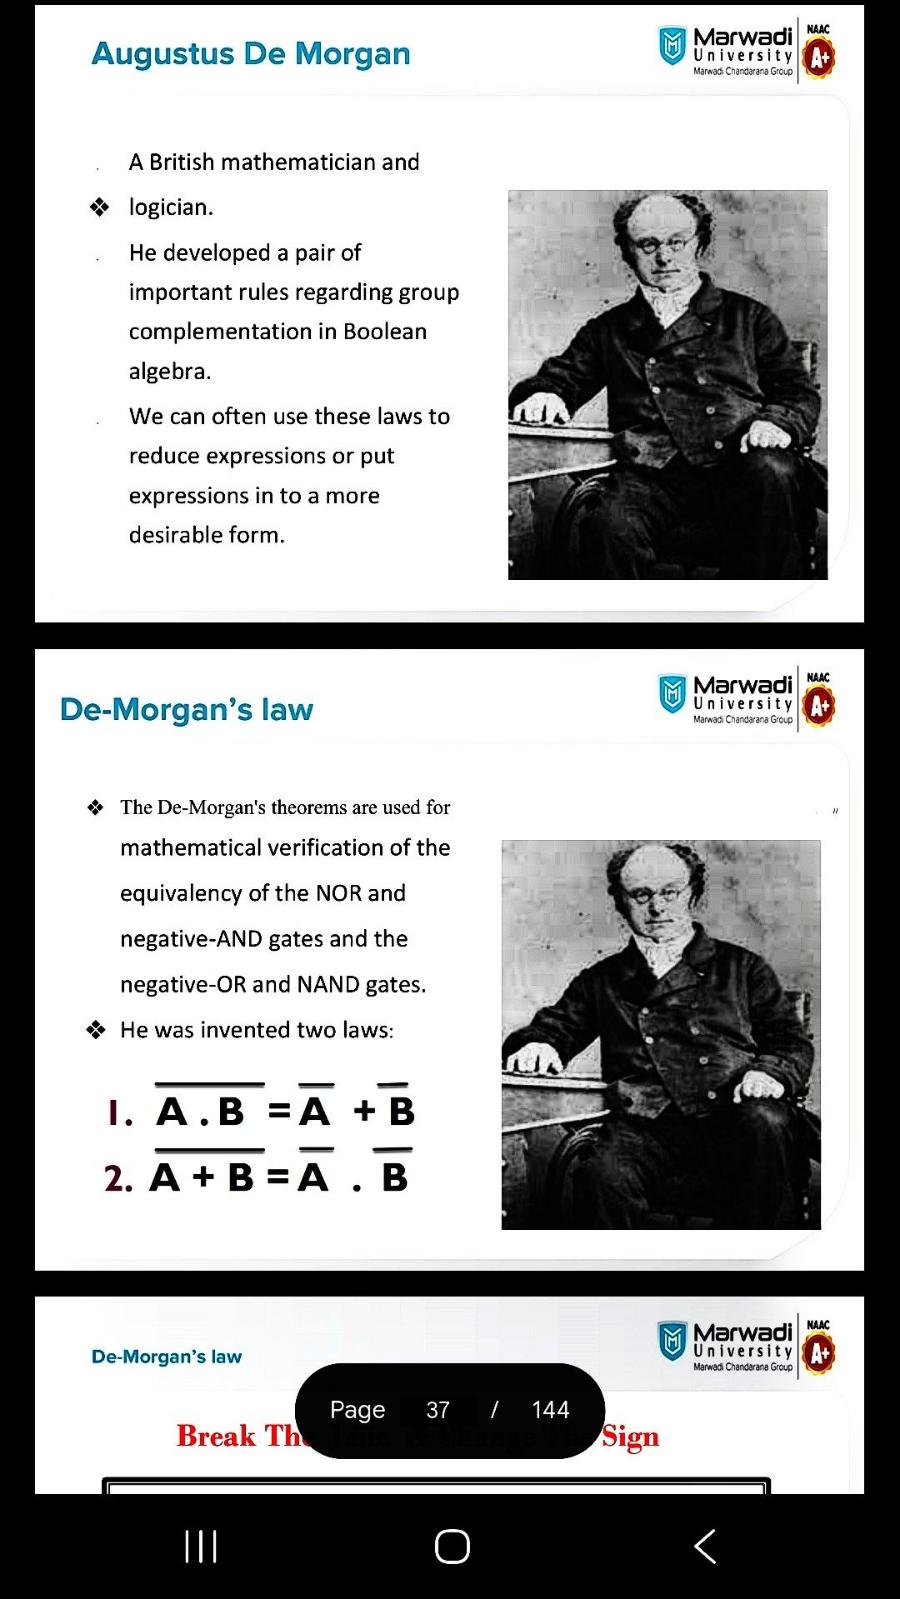 Augustus De Morgan
Marwadi
University
Marwadi Chandarana Group
NAAC
A+
A British mathematician and
❖ logician.
He developed a pair of
important rules regarding group
complementation in Boolean
algebra.
We can often use these laws to
reduce expressions or put
expressions in to a more
desirable form.
De-Morgan's law
Marwadi
University
Marwadi Chandarana Group
NAAC
A+
❖ The De-Morgan's theorems are used for
mathematical verification of the
equivalency of the NOR and
negative-AND gates and the
negative-OR and NAND gates.
❖ He was invented two laws:
1. A̅ ̅.̅ ̅B̅ = A̅ + B̅
2. A̅ ̅+̅ ̅B̅ = A̅ . B̅
De-Morgan's law
Marwadi
University
Marwadi Chandarana Group
NAAC
A+
Page 37 / 144
Break The Line & Change The Sign